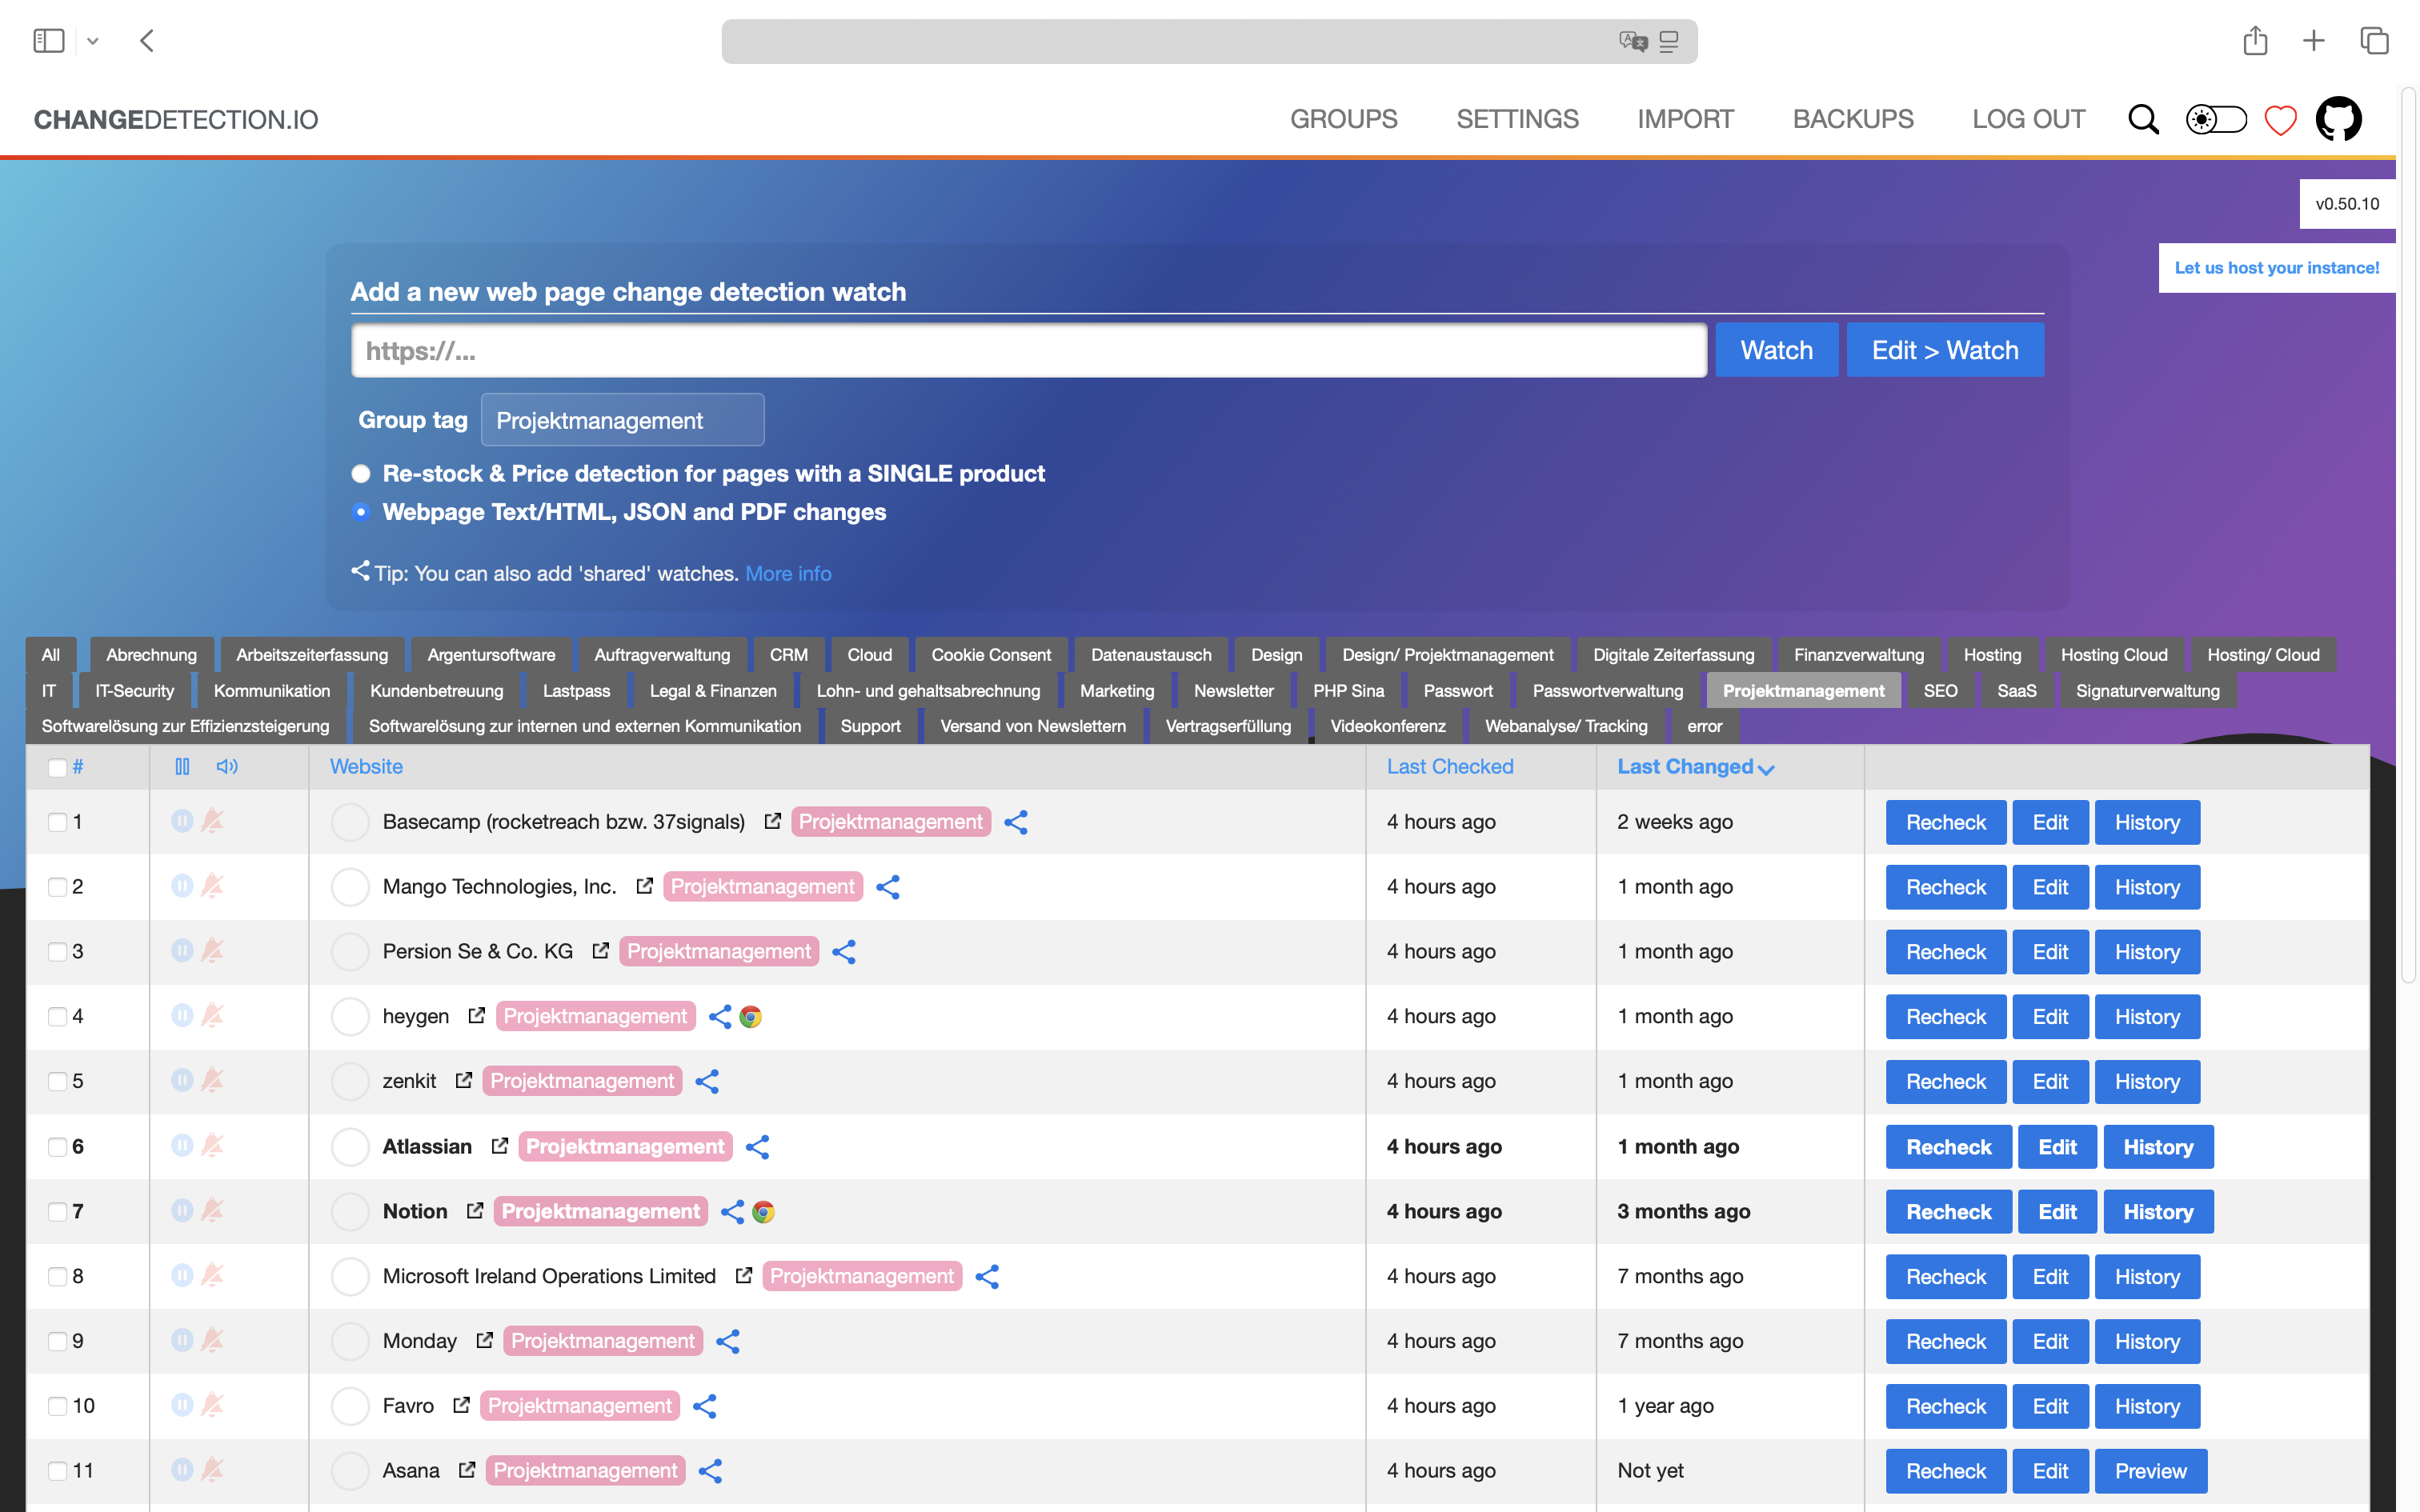 CHANGEDETECTION.IO GROUPS SETTINGS IMPORT BACKUPS LOG OUT
v0.50.10
Let us host your instance!
Add a new web page change detection watch
https://... Watch Edit > Watch
Group tag Projektmanagement
Re-stock & Price detection for pages with a SINGLE product
Webpage Text/HTML, JSON and PDF changes
Tip: You can also add 'shared' watches. More info
All Abrechnung Arbeitszeiterfassung Argentursoftware Auftragverwaltung CRM Cloud Cookie Consent Datenaustausch Design Design/ Projektmanagement Digitale Zeiterfassung Finanzverwaltung Hosting Hosting Cloud Hosting/ Cloud
IT IT-Security Kommunikation Kundenbetreuung Lastpass Legal & Finanzen Lohn- und gehaltsabrechnung Marketing Newsletter PHP Sina Passwort Passwortverwaltung Projektmanagement SEO SaaS Signaturverwaltung
Softwarelösung zur Effizienzsteigerung Softwarelösung zur internen und externen Kommunikation Support Versand von Newslettern Vertragserfüllung Videokonferenz Webanalyse/ Tracking error
# Website Last Checked Last Changed
1 Basecamp (rocketreach bzw. 37signals) Projektmanagement 4 hours ago 2 weeks ago Recheck Edit History
2 Mango Technologies, Inc. Projektmanagement 4 hours ago 1 month ago Recheck Edit History
3 Persion Se & Co. KG Projektmanagement 4 hours ago 1 month ago Recheck Edit History
4 heygen Projektmanagement 4 hours ago 1 month ago Recheck Edit History
5 zenkit Projektmanagement 4 hours ago 1 month ago Recheck Edit History
6 Atlassian Projektmanagement 4 hours ago 1 month ago Recheck Edit History
7 Notion Projektmanagement 4 hours ago 3 months ago Recheck Edit History
8 Microsoft Ireland Operations Limited Projektmanagement 4 hours ago 7 months ago Recheck Edit History
9 Monday Projektmanagement 4 hours ago 7 months ago Recheck Edit History
10 Favro Projektmanagement 4 hours ago 1 year ago Recheck Edit History
11 Asana Projektmanagement 4 hours ago Not yet Recheck Edit Preview